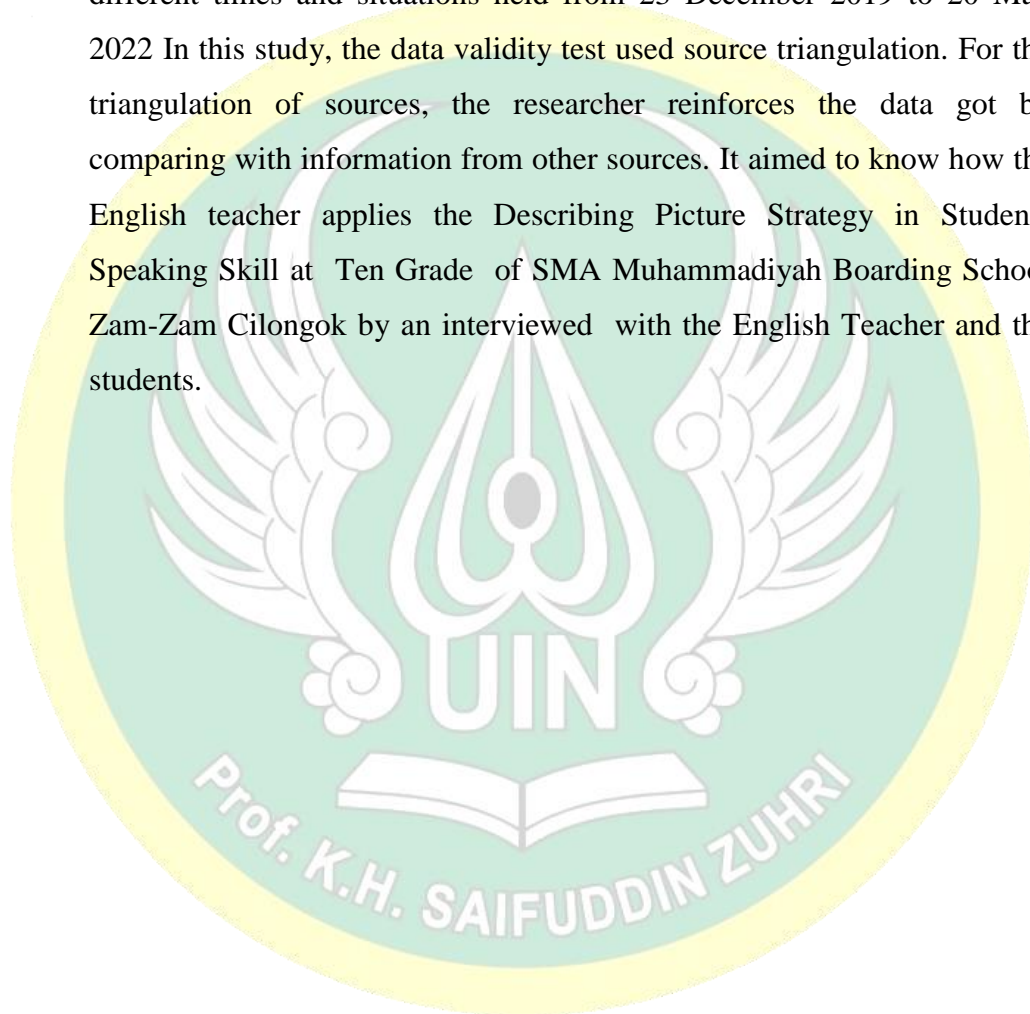 different times and situations held from 23 December 2019 to 20
2022 In this study, the data validity test used source triangulation. For
triangulation of sources, the researcher reinforces the data got
comparing with information from other sources. It aimed to know how
English teacher applies the Describing Picture Strategy in
Speaking Skill at Ten Grade of SMA Muhammadiyah Boarding
Zam-Zam Cilongok by an interviewed with the English Teacher and
students.
UIN
Prof. K.H. SAIFUDDIN ZUHRI